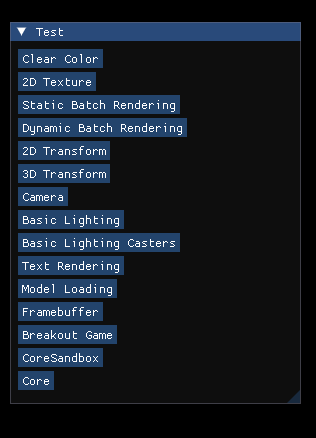 Test
Clear Color
2D Texture
Static Batch Rendering
Dynamic Batch Rendering
2D Transform
3D Transform
Camera
Basic Lighting
Basic Lighting Casters
Text Rendering
Model Loading
Framebuffer
Breakout Game
CoreSandbox
Core